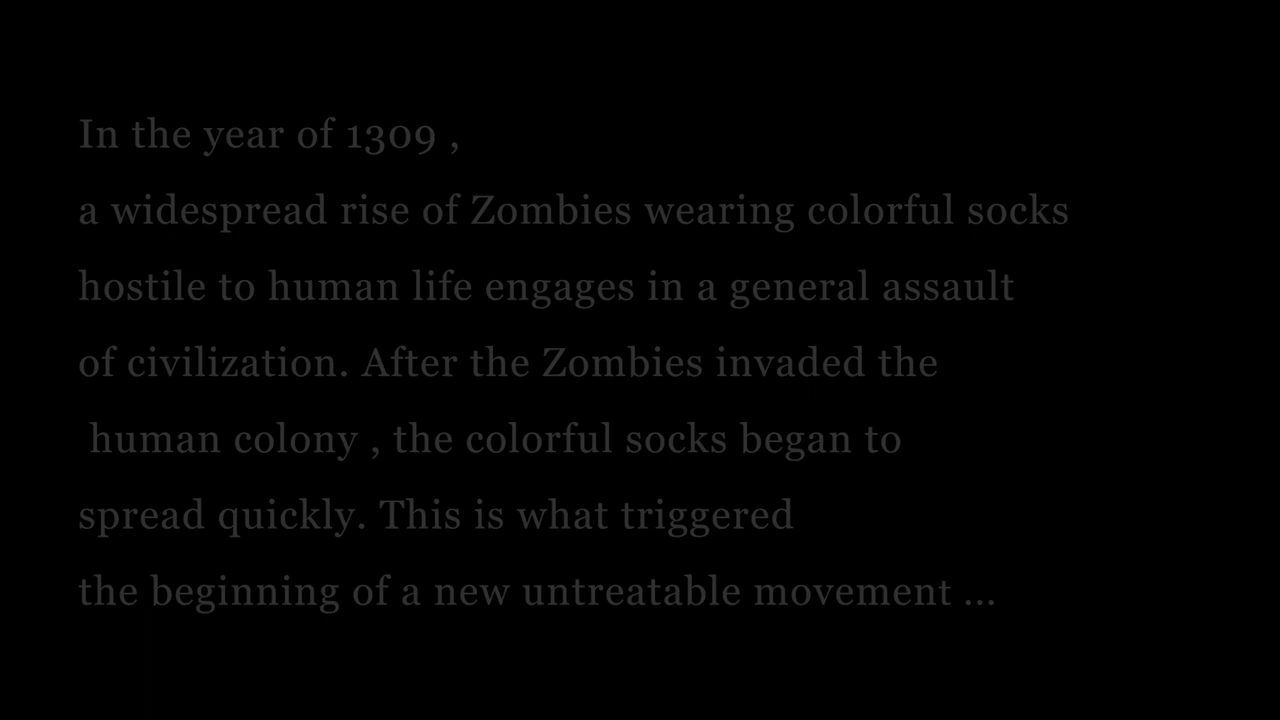 In the year of 1309 ,
a widespread rise of Zombies wearing colorful socks
hostile to human life engages in a general assault
of civilization. After the Zombies invaded the
human colony , the colorful socks began to
spread quickly. This is what triggered
the beginning of a new untreatable movement ...